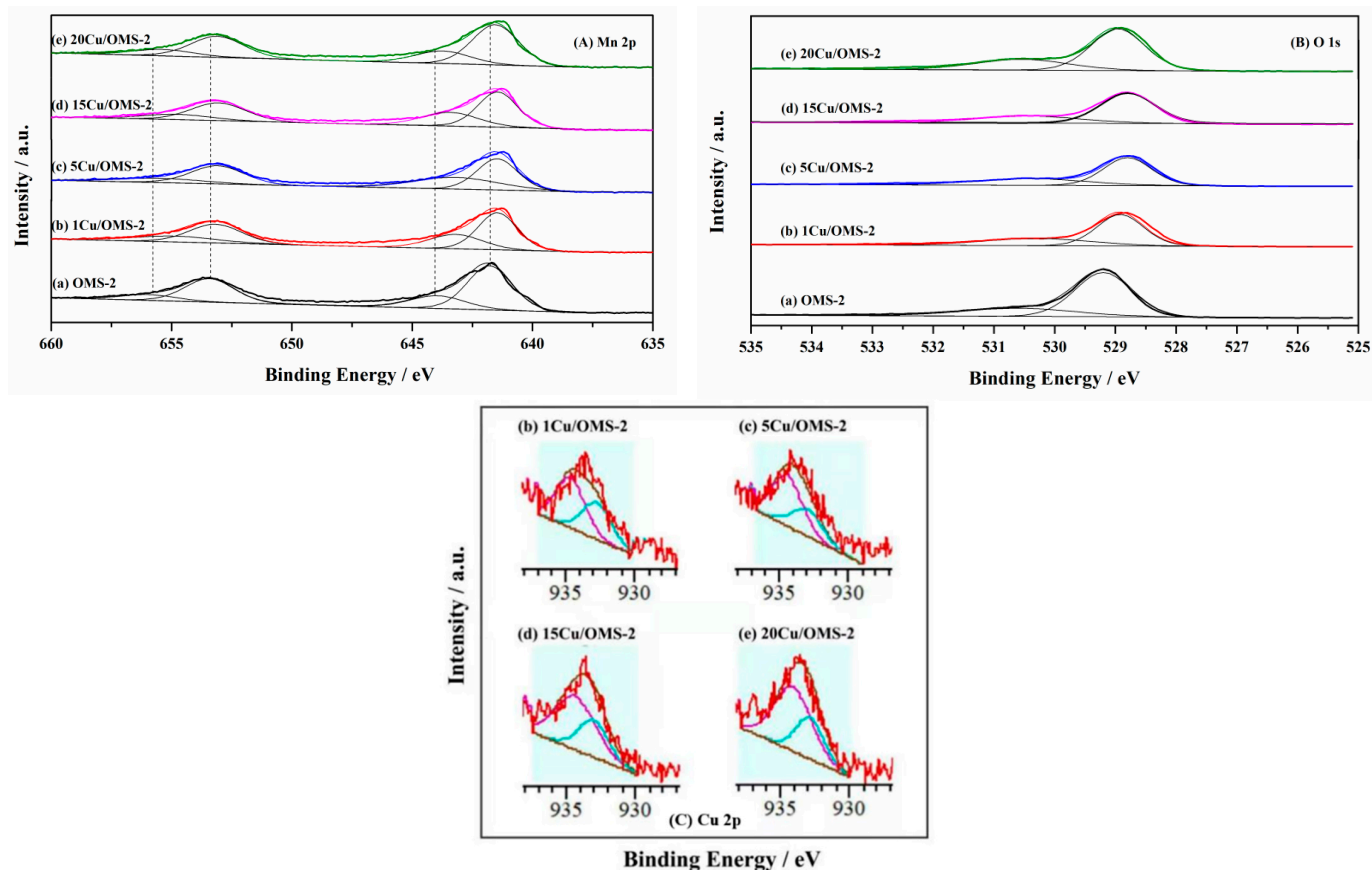 (A) Mn 2p
(e) 20Cu/OMS-2
(d) 15Cu/OMS-2
(c) 5Cu/OMS-2
(b) 1Cu/OMS-2
(a) OMS-2
Intensity / a.u.
660 655 650 645 640 635
Binding Energy / eV
(B) O 1s
(e) 20Cu/OMS-2
(d) 15Cu/OMS-2
(c) 5Cu/OMS-2
(b) 1Cu/OMS-2
(a) OMS-2
Intensity / a.u.
535 534 533 532 531 530 529 528 527 526 525
Binding Energy / eV
(b) 1Cu/OMS-2 (c) 5Cu/OMS-2
935 930 935 930
(d) 15Cu/OMS-2 (e) 20Cu/OMS-2
935 930 935 930
(C) Cu 2p
Intensity / a.u.
Binding Energy / eV